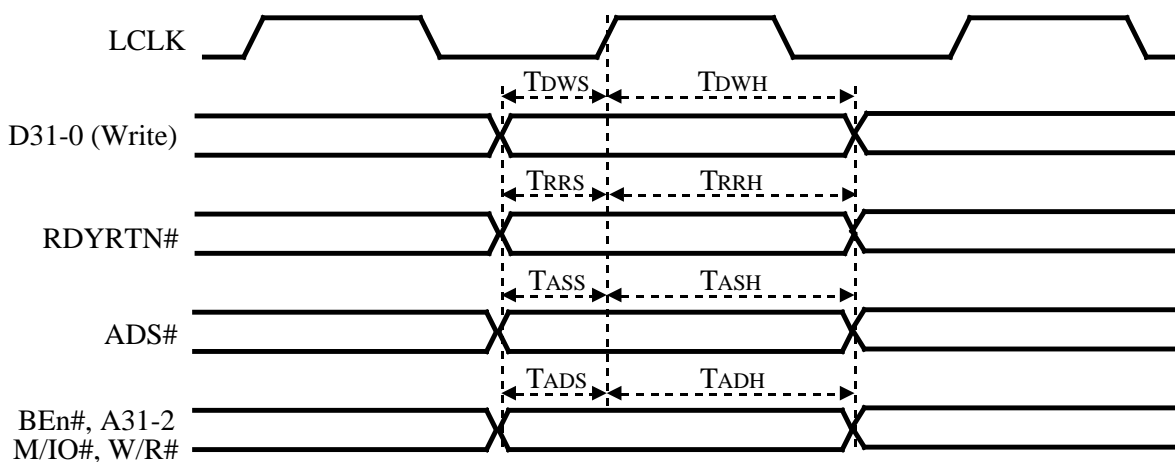 LCLK
TDWS TDWH
D31-0 (Write)
TRRS TRRH
RDYRTN#
TASS TASH
ADS#
TADS TADH
BEn#, A31-2
M/IO#, W/R#